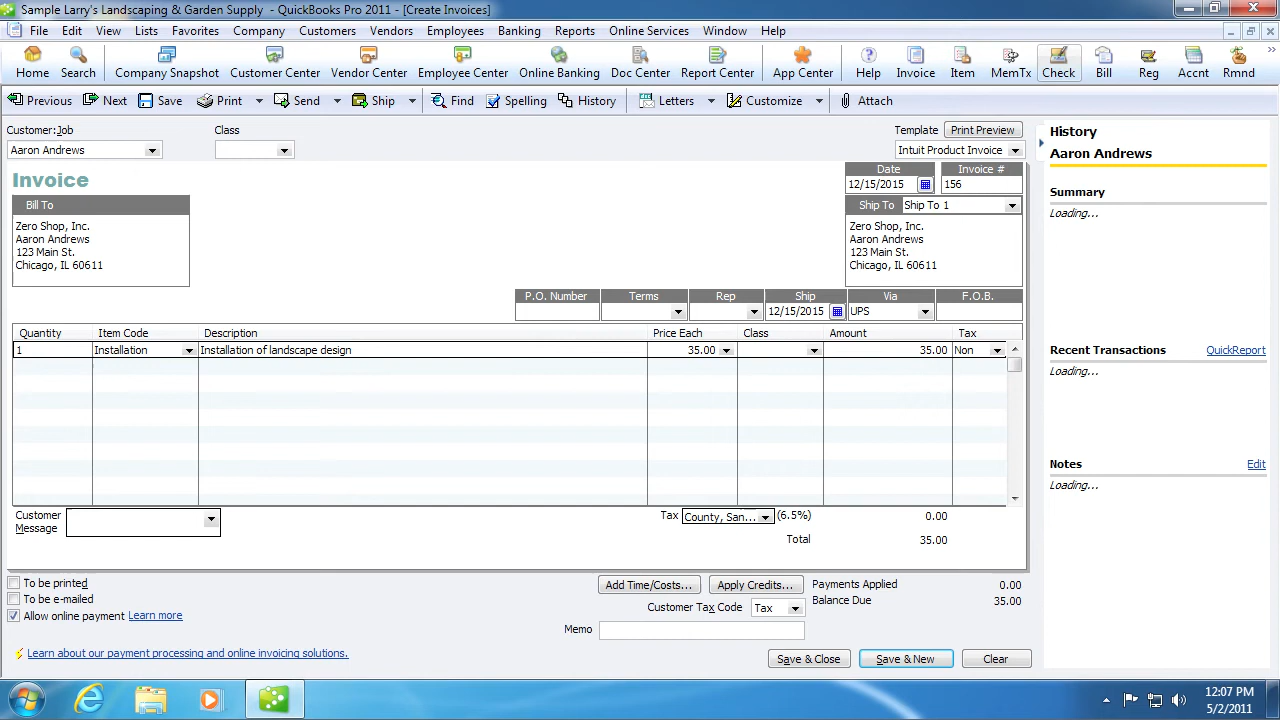 Sample Larry's Landscaping & Garden Supply - QuickBooks Pro 2011 - [Create Invoices]
File Edit View Lists Favorites Company Customers Vendors Employees Banking Reports Online Services Window Help
Home Search Company Snapshot Customer Center Vendor Center Employee Center Online Banking Doc Center Report Center App Center Help Invoice Item MemTx Check Bill Reg Accnt Rmnd
Previous Next Save Print Send Ship Find Spelling History Letters Customize Attach
Customer:Job Class Template Print Preview
Aaron Andrews Intuit Product Invoice
Invoice
Date Invoice #
12/15/2015 156
Bill To
Ship To Ship To 1
Zero Shop, Inc.
Aaron Andrews
123 Main St.
Chicago, IL 60611
Zero Shop, Inc.
Aaron Andrews
123 Main St.
Chicago, IL 60611
P.O. Number Terms Rep Ship Via F.O.B.
12/15/2015 UPS
Quantity Item Code Description Price Each Class Amount Tax
1 Installation Installation of landscape design 35.00 35.00 Non
Customer
Message
Tax County, San... (6.5%) 0.00
Total 35.00
To be printed
To be e-mailed
Allow online payment Learn more
Add Time/Costs... Apply Credits... Payments Applied 0.00
Customer Tax Code Tax Balance Due 35.00
Memo
Learn about our payment processing and online invoicing solutions.
Save & Close Save & New Clear
History
Aaron Andrews
Summary
Loading...
Recent Transactions QuickReport
Loading...
Notes Edit
Loading...
12:07 PM
5/2/2011